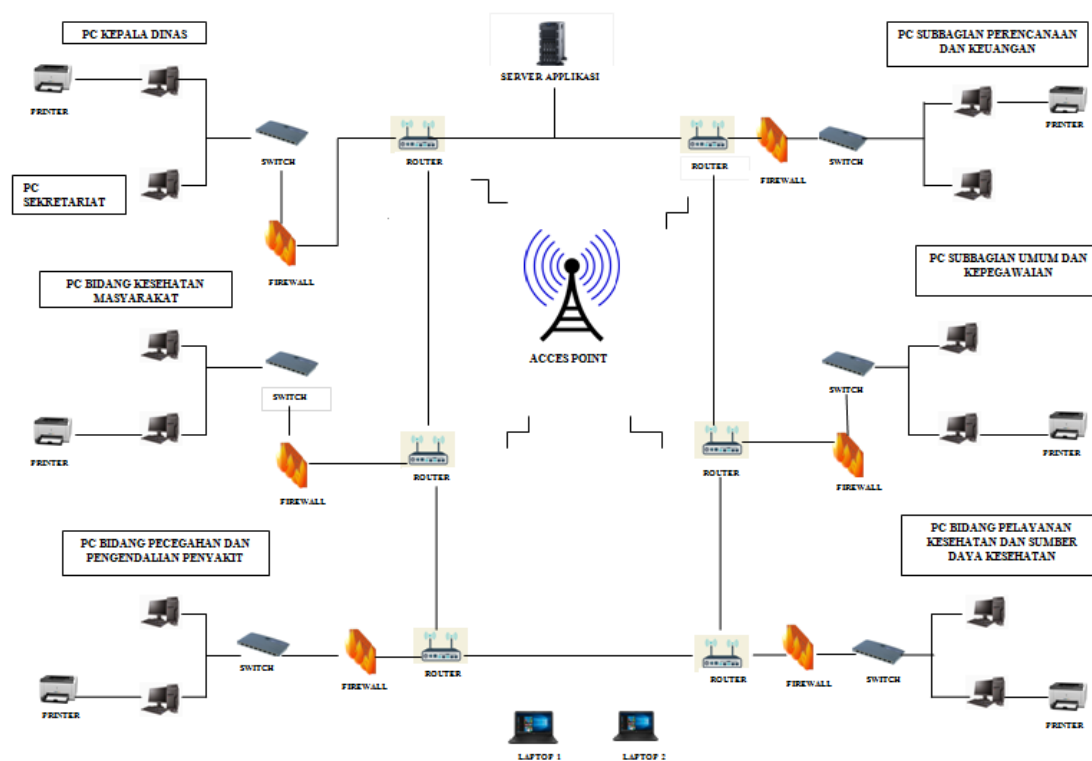 PC KEPALA DINAS
PRINTER
SWITCH
PC
SEKRETARIAT
FIREWALL
ROUTER
SERVER APPLIKASI
ROUTER
FIREWALL
SWITCH
PC SUBBAGIAN PERENCANAAN
DAN KEUANGAN
PRINTER
PC BIDANG KESEHATAN
MASYARAKAT
SWITCH
PRINTER
FIREWALL
ROUTER
ACCES POINT
PC SUBBAGIAN UMUM DAN
KEPEGAWAIAN
SWITCH
ROUTER
FIREWALL
PRINTER
PC BIDANG PECEGAHAN DAN
PENGENDALIAN PENYAKIT
SWITCH
PRINTER
FIREWALL
ROUTER
PC BIDANG PELAYANAN
KESEHATAN DAN SUMBER
DAYA KESEHATAN
ROUTER
FIREWALL
SWITCH
PRINTER
LAPTOP 1
LAPTOP 2